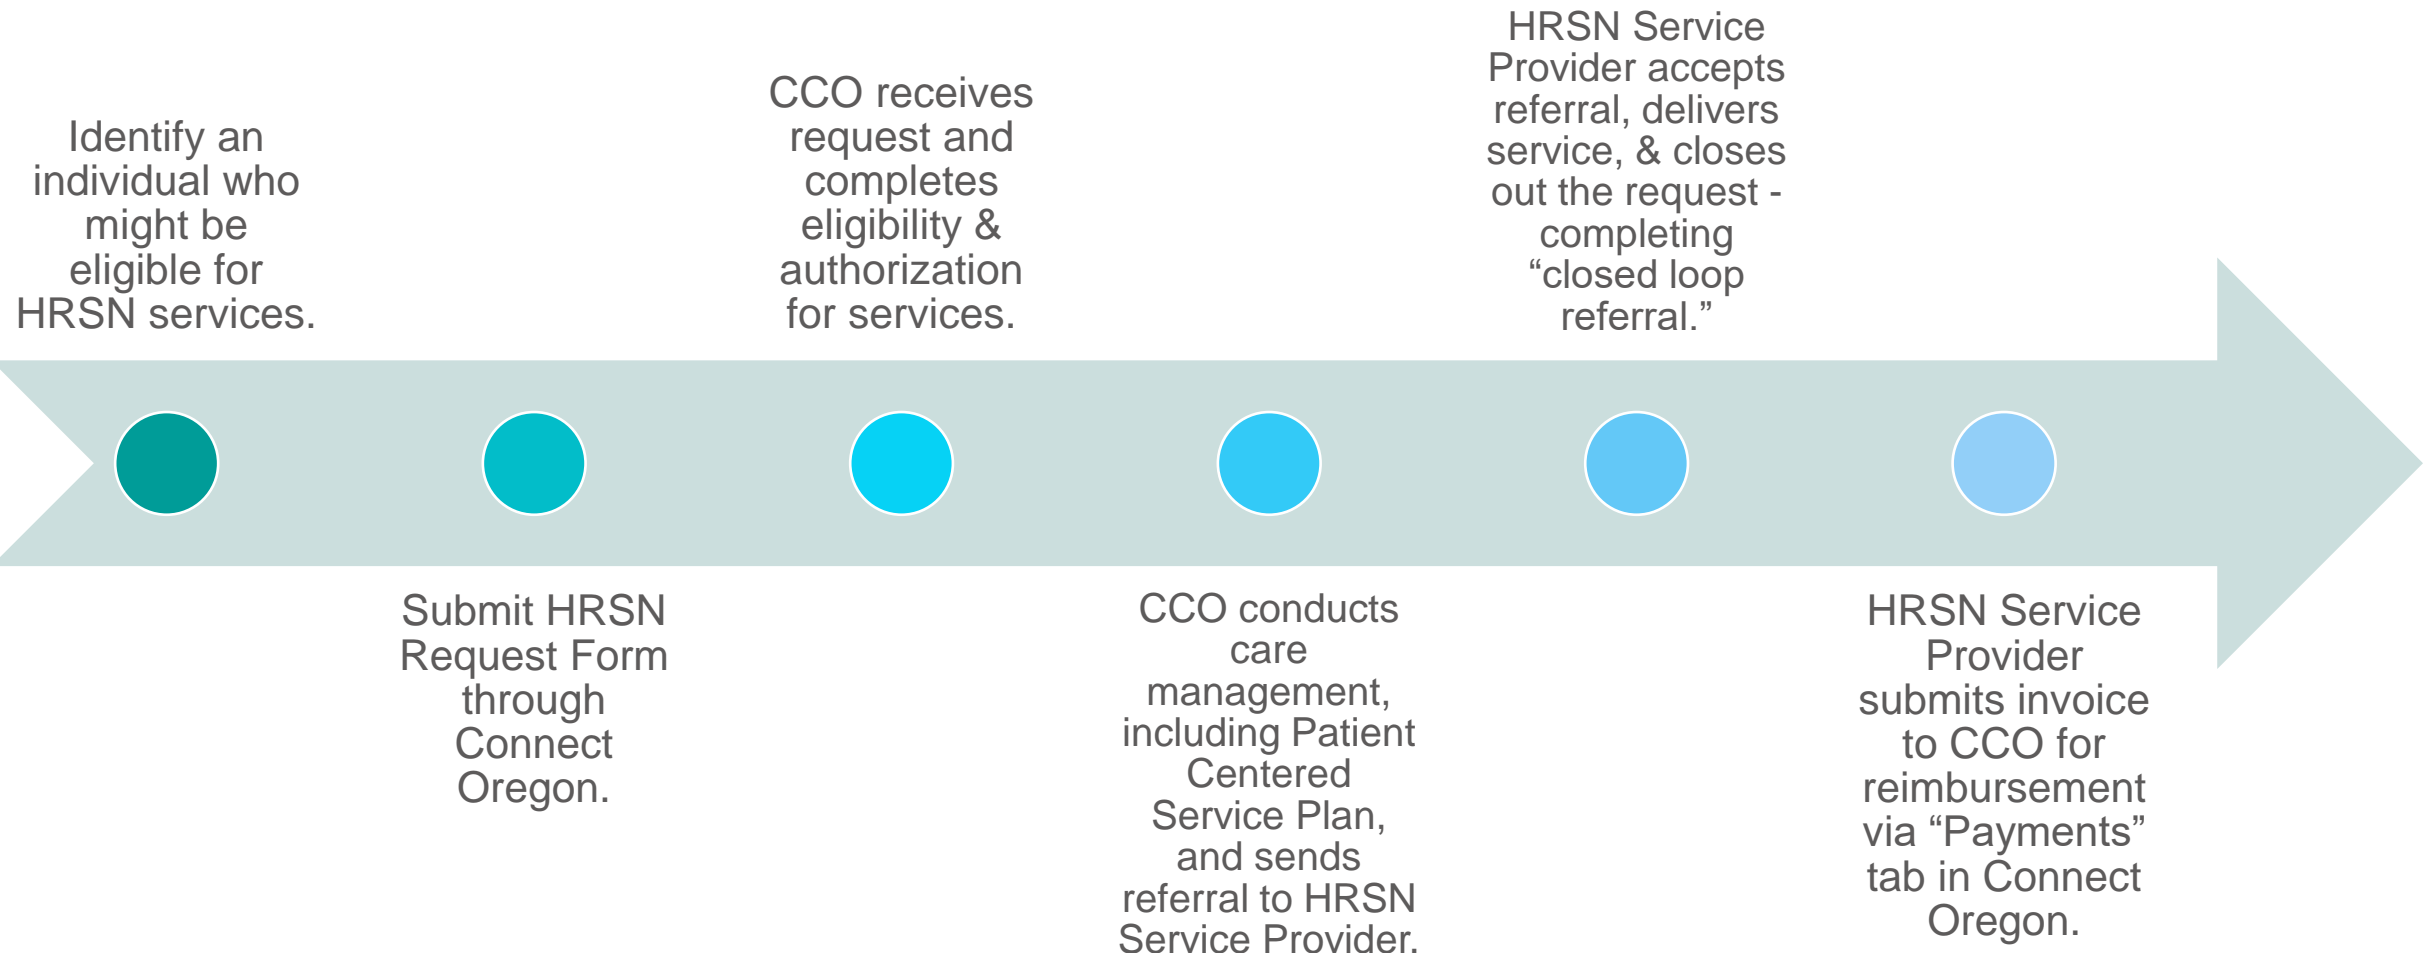 Identify an
individual who
might be
eligible for
HRSN services.
Submit HRSN
Request Form
through
Connect
Oregon.
CCO receives
request and
completes
eligibility &
authorization
for services.
CCO conducts
care
management,
including Patient
Centered
Service Plan,
and sends
referral to HRSN
Service Provider.
HRSN Service
Provider accepts
referral, delivers
service, & closes
out the request -
completing
“closed loop
referral.”
HRSN Service
Provider
submits invoice
to CCO for
reimbursement
via “Payments”
tab in Connect
Oregon.